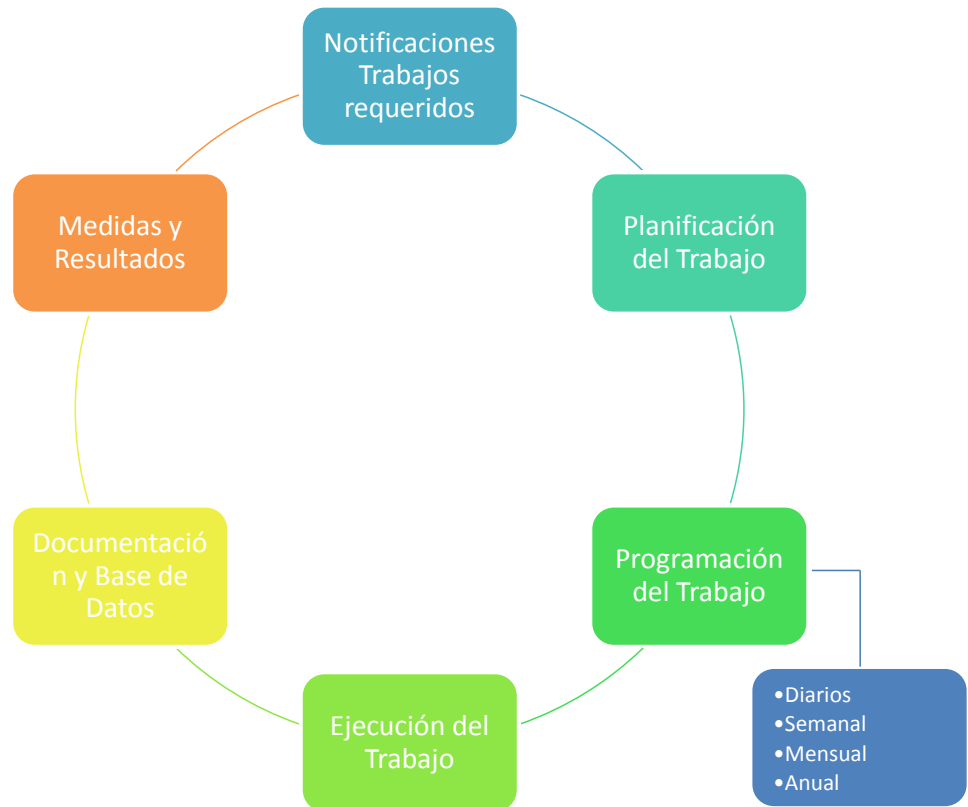 Notificaciones
Trabajos
requeridos
Planificación
del Trabajo
Programación
del Trabajo
•Diarios
•Semanal
•Mensual
•Anual
Ejecución del
Trabajo
Documentació
n y Base de
Datos
Medidas y
Resultados